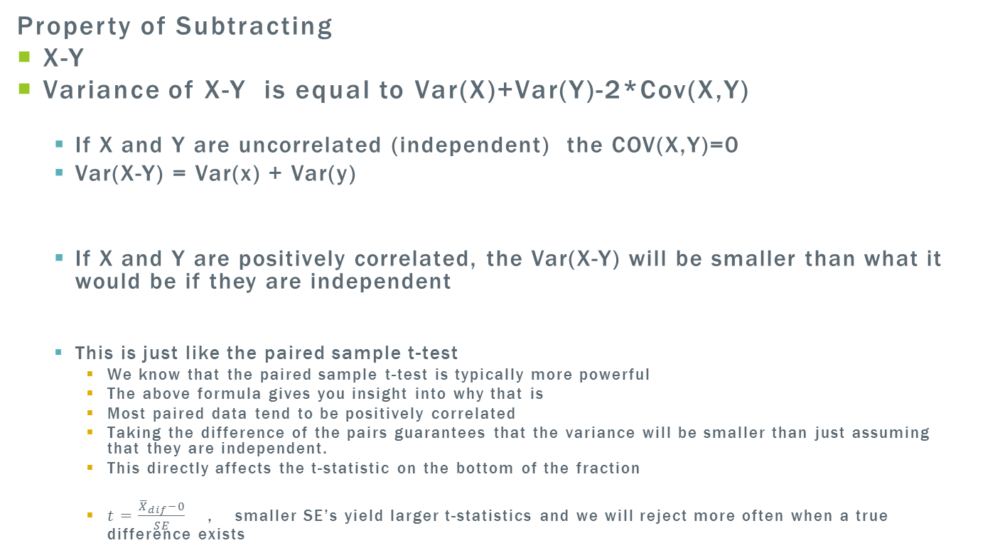 Property of Subtracting
▪ X-Y
▪ Variance of X-Y is equal to Var(X)+Var(Y)-2*Cov(X,Y)
▪ If X and Y are uncorrelated (independent) the COV(X,Y)=0
▪ Var(X-Y) = Var(x) + Var(y)
▪ If X and Y are positively correlated, the Var(X-Y) will be smaller than what it
would be if they are independent
▪ This is just like the paired sample t-test
▪ We know that the paired sample t-test is typically more powerful
▪ The above formula gives you insight into why that is
▪ Most paired data tend to be positively correlated
▪ Taking the difference of the pairs guarantees that the variance will be smaller than just assuming
that they are independent.
▪ This directly affects the t-statistic on the bottom of the fraction
▪ $t = \frac{\bar{X}_{dif}-0}{SE}$ , smaller SE's yield larger t-statistics and we will reject more often when a true
difference exists